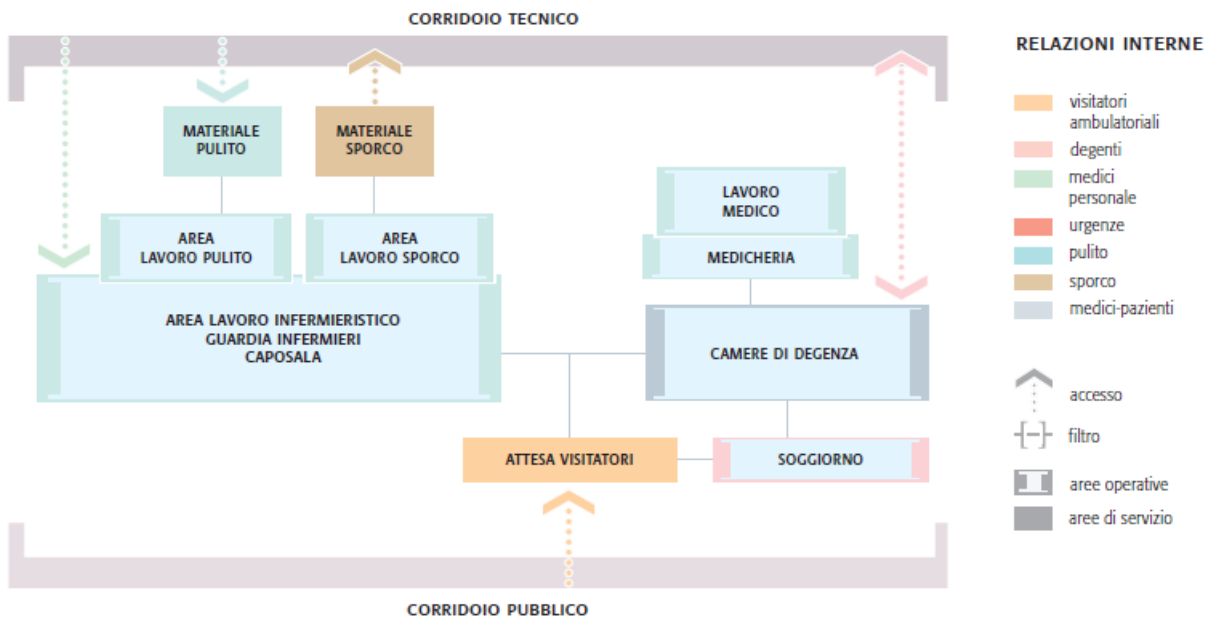 CORRIDOIO TECNICO
MATERIALE
PULITO
MATERIALE
SPORCO
AREA
LAVORO PULITO
AREA
LAVORO SPORCO
LAVORO
MEDICO
MEDICHERIA
AREA LAVORO INFERMIERISTICO
GUARDIA INFERMIERI
CAPOSALA
CAMERE DI DEGENZA
ATTESA VISITATORI
SOGGIORNO
CORRIDOIO PUBBLICO
RELAZIONI INTERNE
visitatori
ambulatoriali
degenti
medici
personale
urgenze
pulito
sporco
medici-pazienti
accesso
filtro
aree operative
aree di servizio